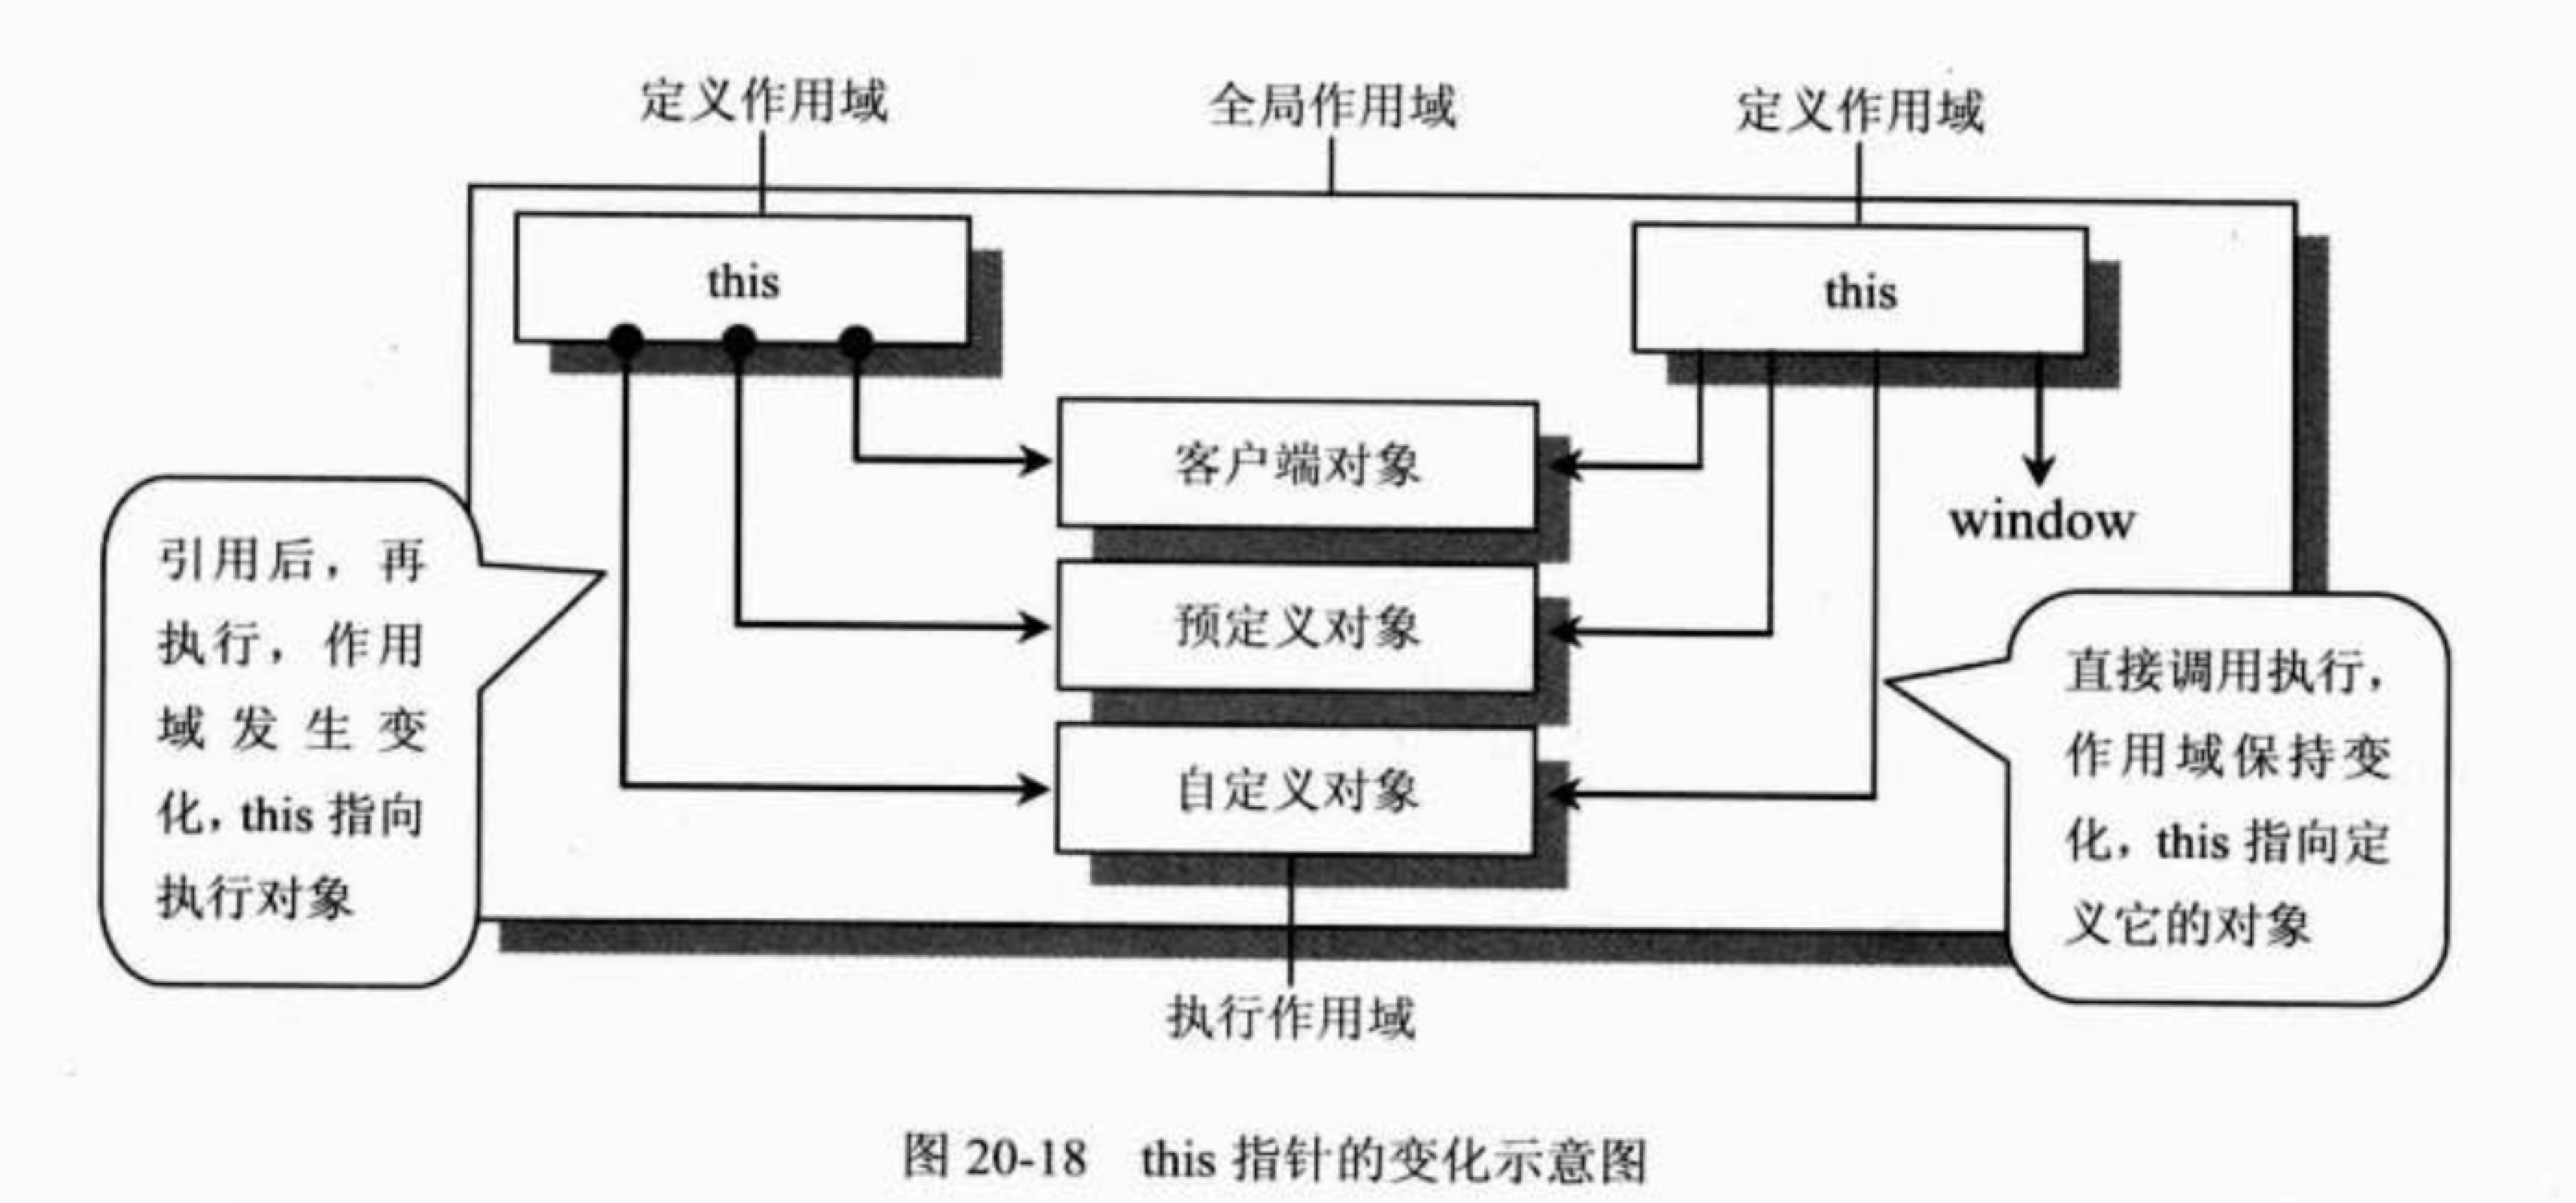 定义作用域
全局作用域
定义作用域
this
this
客户端对象
window
引用后，再
执行，作用
域发生变
化，this 指向
执行对象
预定义对象
直接调用执行，
作用域保持变
化，this 指向定
义它的对象
自定义对象
执行作用域
图 20-18 this 指针的变化示意图